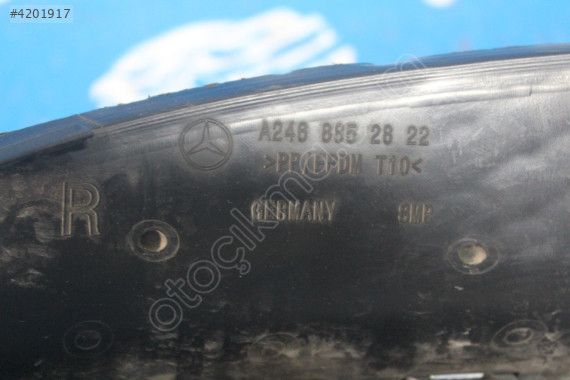 #4201917
A246 885 28 22
>PP/EPDM T10<
R
GERMANY SMP
otoçıkma